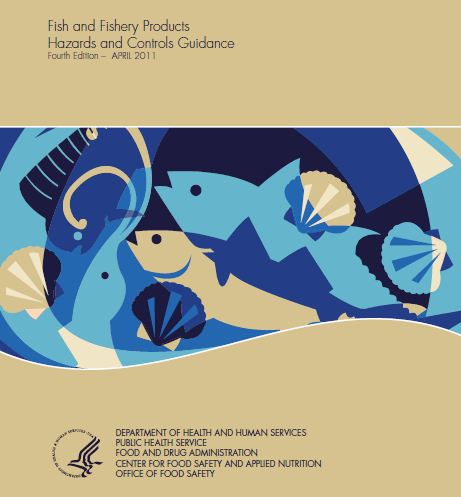 Fish and Fishery Products
Hazards and Controls Guidance
Fourth Edition – APRIL 2011
DEPARTMENT OF HEALTH AND HUMAN SERVICES
PUBLIC HEALTH SERVICE
FOOD AND DRUG ADMINISTRATION
CENTER FOR FOOD SAFETY AND APPLIED NUTRITION
OFFICE OF FOOD SAFETY